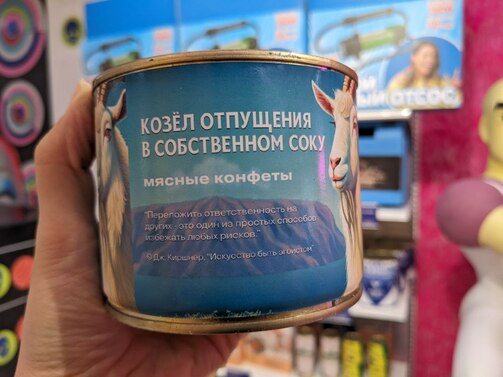 КОЗЁЛ ОТПУЩЕНИЯ
В СОБСТВЕННОМ СОКУ
мясные конфеты
"Переложить ответственность на
других - это один из простых способов
избежать любых рисков."
© Дж. Киршнер, "Искусство быть эгоистом"
ОТСОС